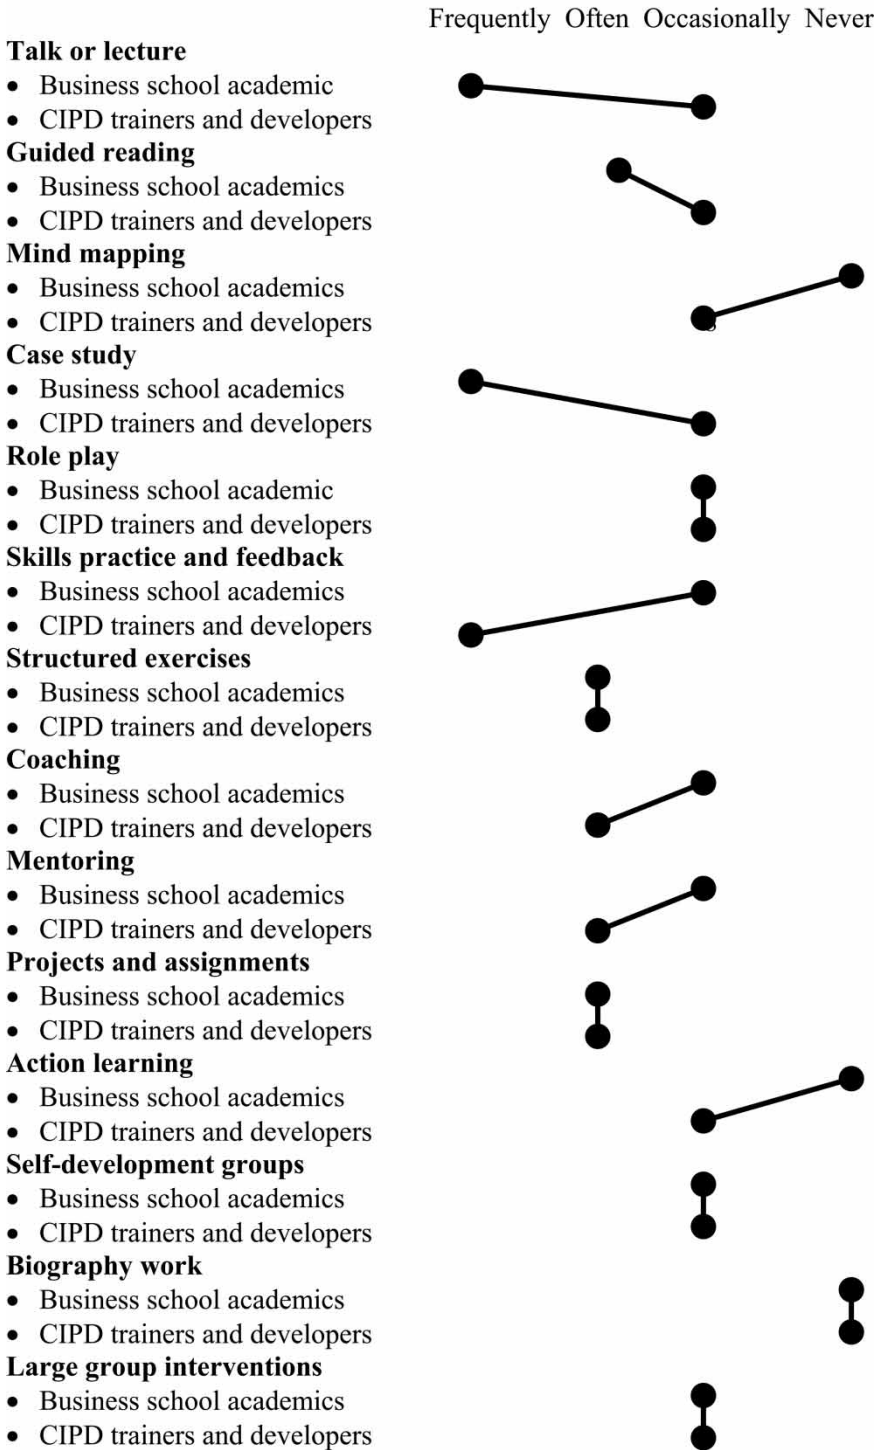 Frequently Often Occasionally Never
Talk or lecture
• Business school academic
• CIPD trainers and developers
Guided reading
• Business school academics
• CIPD trainers and developers
Mind mapping
• Business school academics
• CIPD trainers and developers
Case study
• Business school academics
• CIPD trainers and developers
Role play
• Business school academic
• CIPD trainers and developers
Skills practice and feedback
• Business school academics
• CIPD trainers and developers
Structured exercises
• Business school academics
• CIPD trainers and developers
Coaching
• Business school academics
• CIPD trainers and developers
Mentoring
• Business school academics
• CIPD trainers and developers
Projects and assignments
• Business school academics
• CIPD trainers and developers
Action learning
• Business school academics
• CIPD trainers and developers
Self-development groups
• Business school academics
• CIPD trainers and developers
Biography work
• Business school academics
• CIPD trainers and developers
Large group interventions
• Business school academics
• CIPD trainers and developers